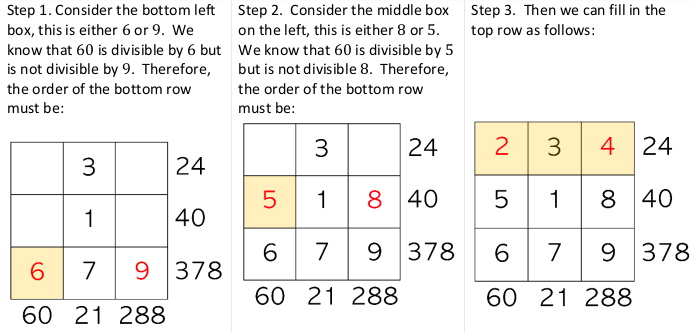 Step 1. Consider the bottom left
box, this is either 6 or 9. We
know that 60 is divisible by 6 but
is not divisible by 9. Therefore,
the order of the bottom row
must be:
3 24
1 40
6 7 9 378
60 21 288
Step 2. Consider the middle box
on the left, this is either 8 or 5.
We know that 60 is divisible by 5
but is not divisible 8. Therefore,
the order of the bottom row
must be:
3 24
5 1 8 40
6 7 9 378
60 21 288
Step 3. Then we can fill in the
top row as follows:
2 3 4 24
5 1 8 40
6 7 9 378
60 21 288